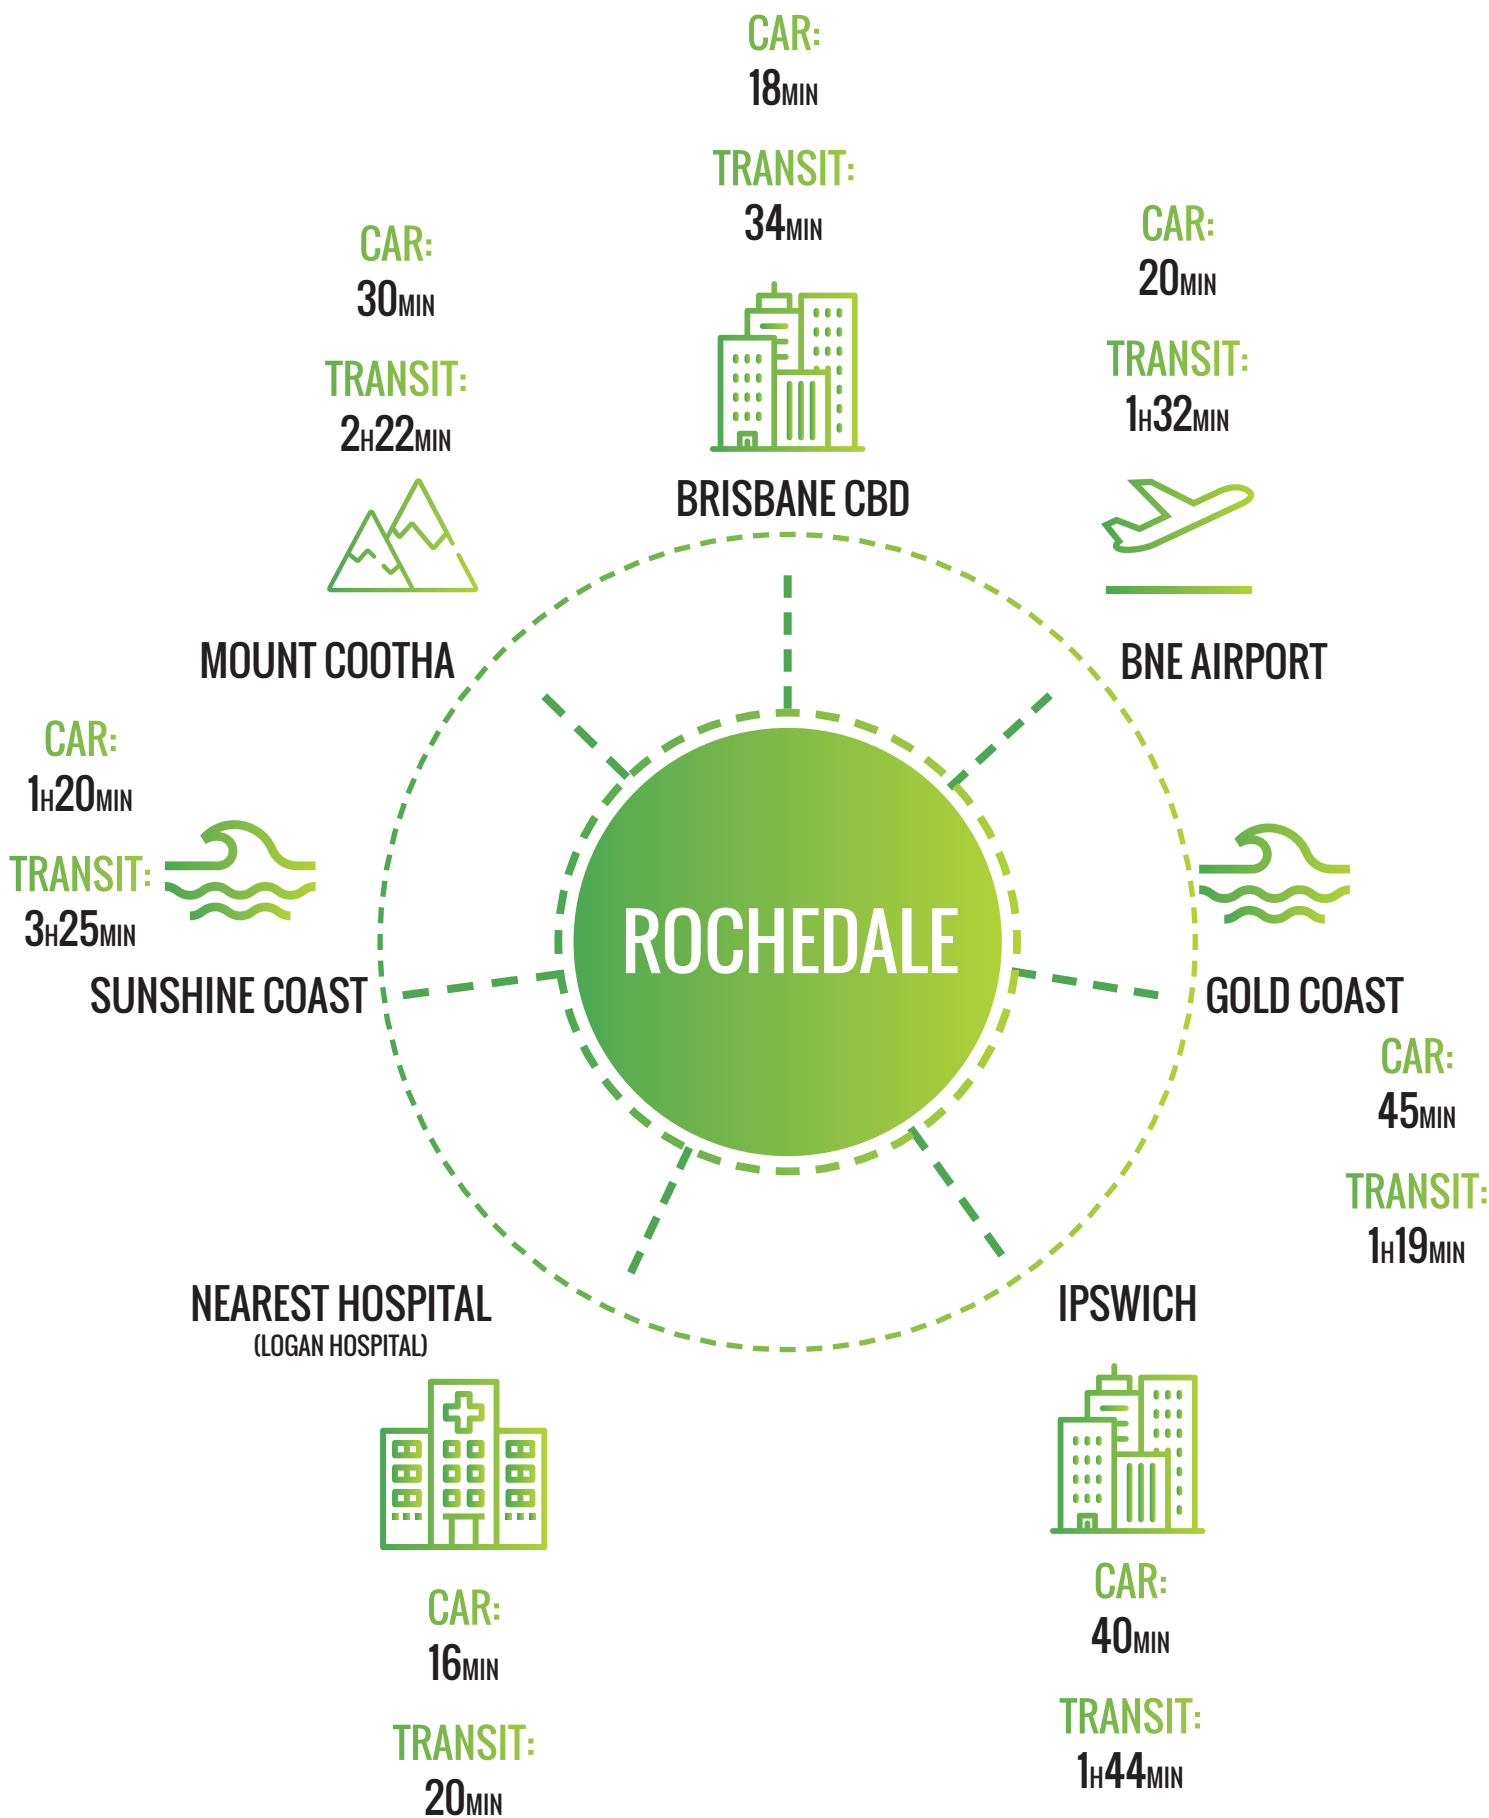 CAR:
18MIN
TRANSIT:
34MIN
BRISBANE CBD
CAR:
20MIN
TRANSIT:
1H32MIN
BNE AIRPORT
CAR:
30MIN
TRANSIT:
2H22MIN
MOUNT COOTHA
CAR:
1H20MIN
TRANSIT:
3H25MIN
SUNSHINE COAST
ROCHEDALE
GOLD COAST
CAR:
45MIN
TRANSIT:
1H19MIN
NEAREST HOSPITAL
(LOGAN HOSPITAL)
CAR:
16MIN
TRANSIT:
20MIN
IPSWICH
CAR:
40MIN
TRANSIT:
1H44MIN